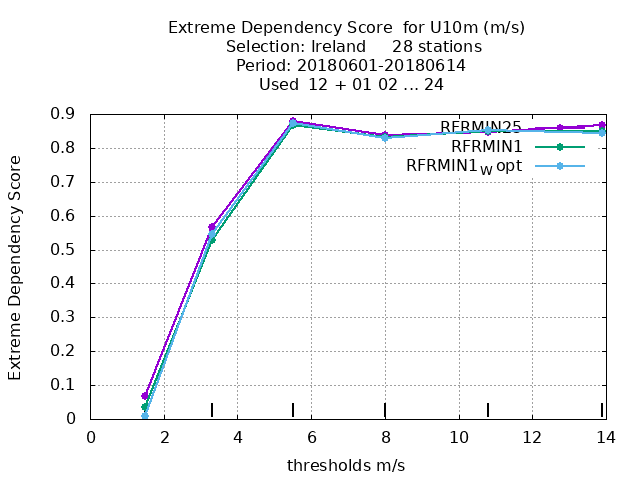 Extreme Dependency Score  for U10m (m/s)
Selection: Ireland     28 stations
Period: 20180601-20180614
Used  12 + 01 02 ... 24
Extreme Dependency Score
0.9
0.8
0.7
0.6
0.5
0.4
0.3
0.2
0.1
0
RFRMIN25
RFRMIN1
RFRMIN1W opt
0 2 4 6 8 10 12 14
thresholds m/s